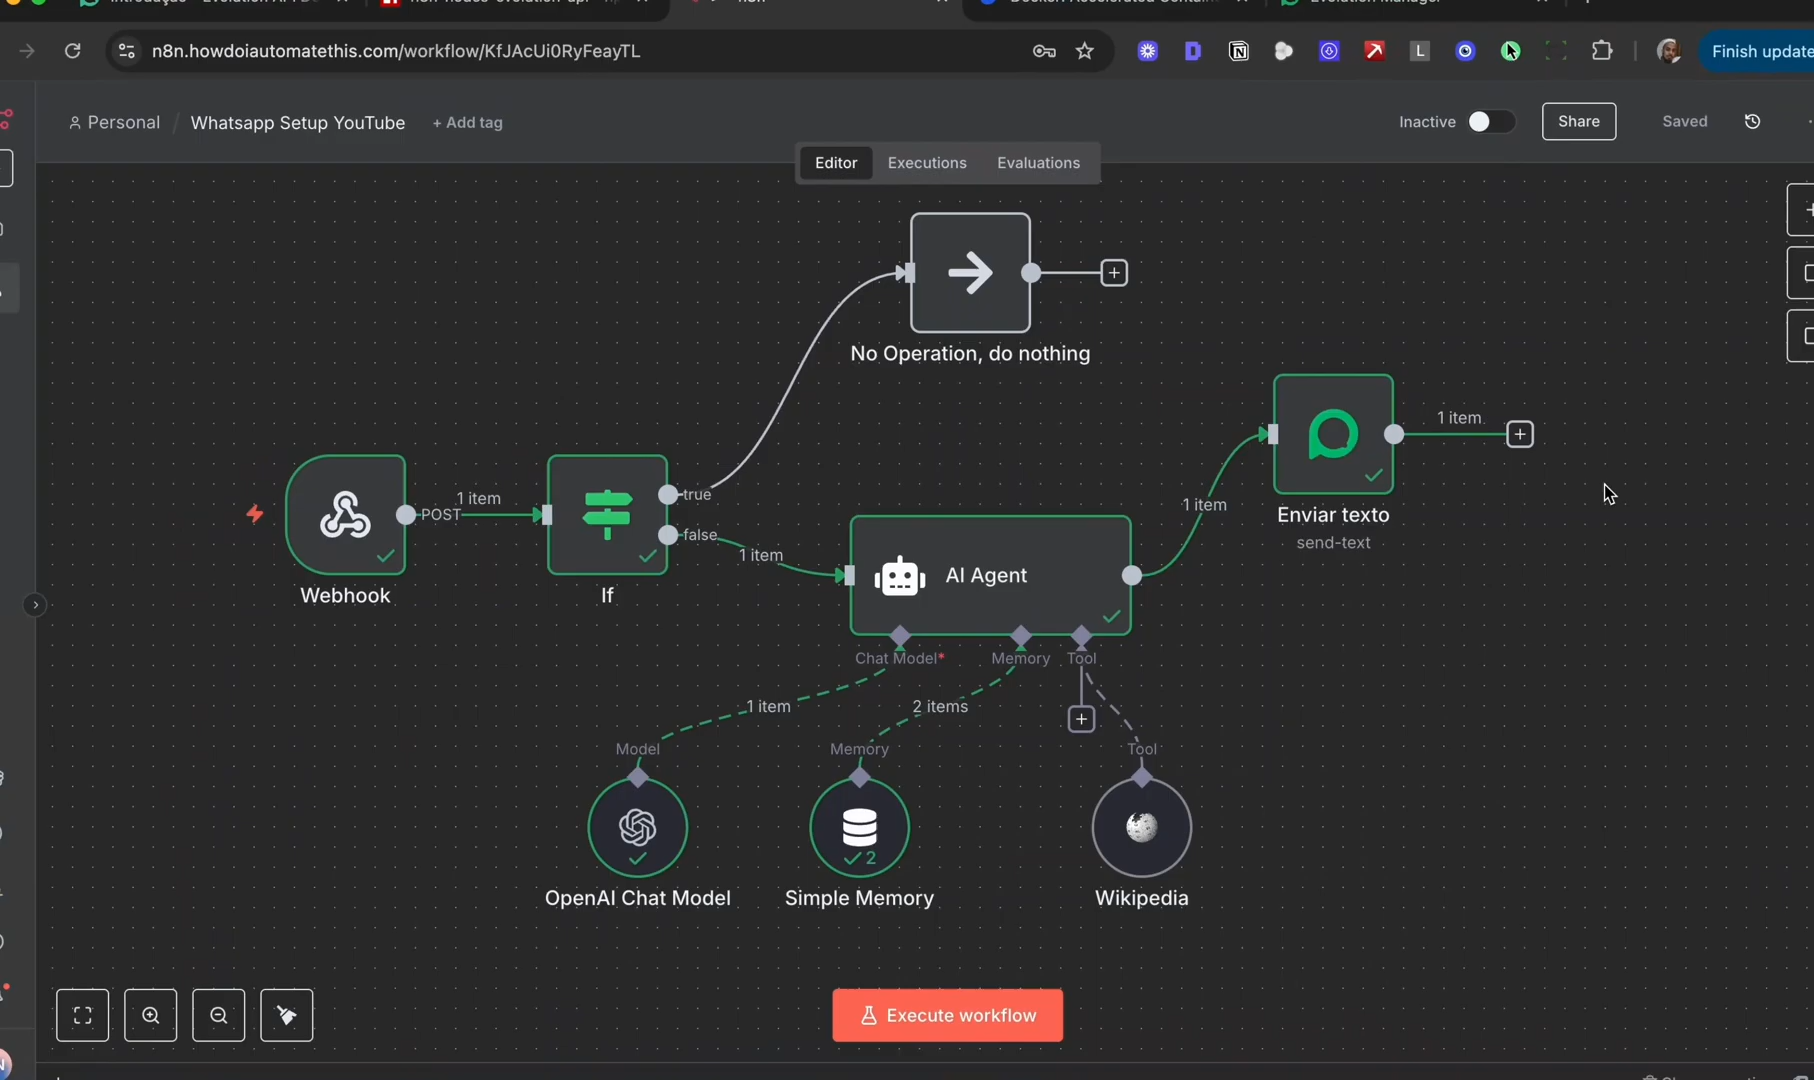 n8n.howdoiautomatethis.com/workflow/KfJAcUi0RyFeayTL
L
Finish update
Personal / Whatsapp Setup YouTube + Add tag
Inactive
Share
Saved
Editor Executions Evaluations
No Operation, do nothing
1 item
POST
Webhook
true
false
If
1 item
AI Agent
1 item
1 item
Enviar texto
send-text
Chat Model*
Memory
Tool
1 item
2 items
Model
Memory
Tool
2
OpenAI Chat Model
Simple Memory
Wikipedia
Execute workflow